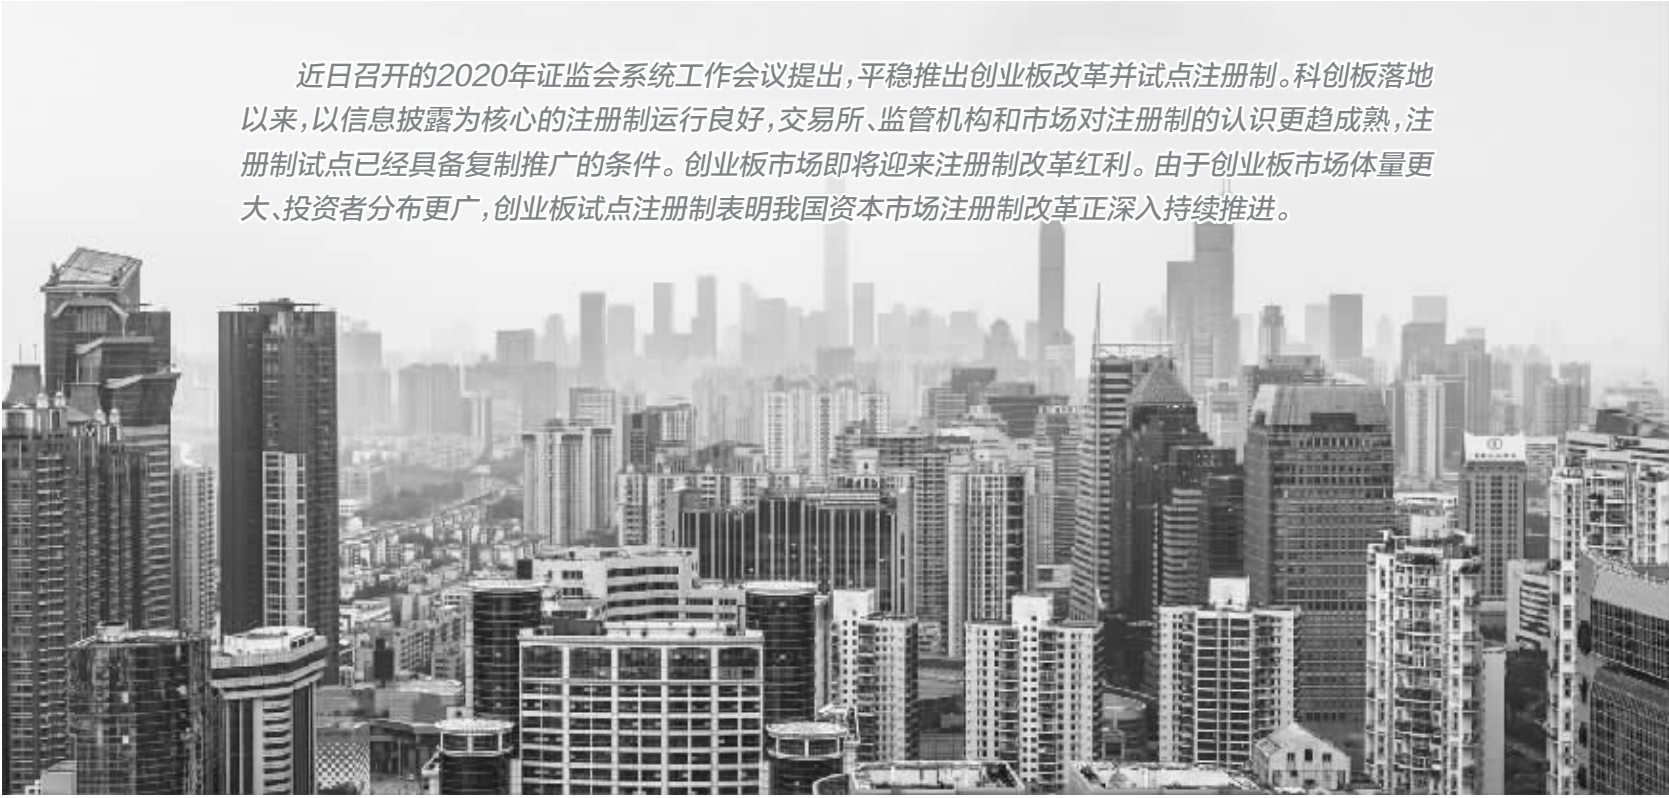 近日召开的2020年证监会系统工作会议提出，平稳推出创业板改革并试点注册制。科创板落地
以来，以信息披露为核心的注册制运行良好，交易所、监管机构和市场对注册制的认识更趋成熟，注
册制试点已经具备复制推广的条件。创业板市场即将迎来注册制改革红利。由于创业板市场体量更
大、投资者分布更广，创业板试点注册制表明我国资本市场注册制改革正深入持续推进。